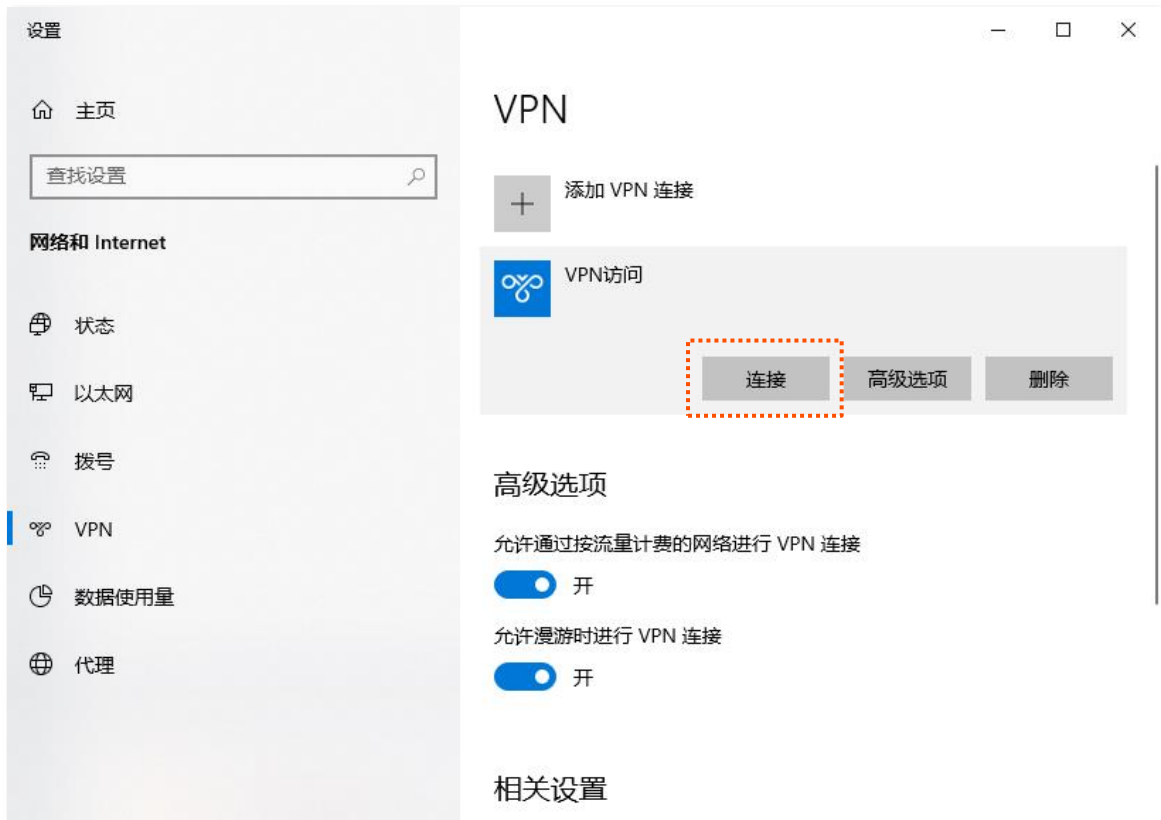 设置
主页
查找设置
网络和 Internet
状态
以太网
拨号
VPN
数据使用量
代理
VPN
添加 VPN 连接
VPN访问
连接
高级选项
删除
高级选项
允许通过按流量计费的网络进行 VPN 连接
开
允许漫游时进行 VPN 连接
开
相关设置